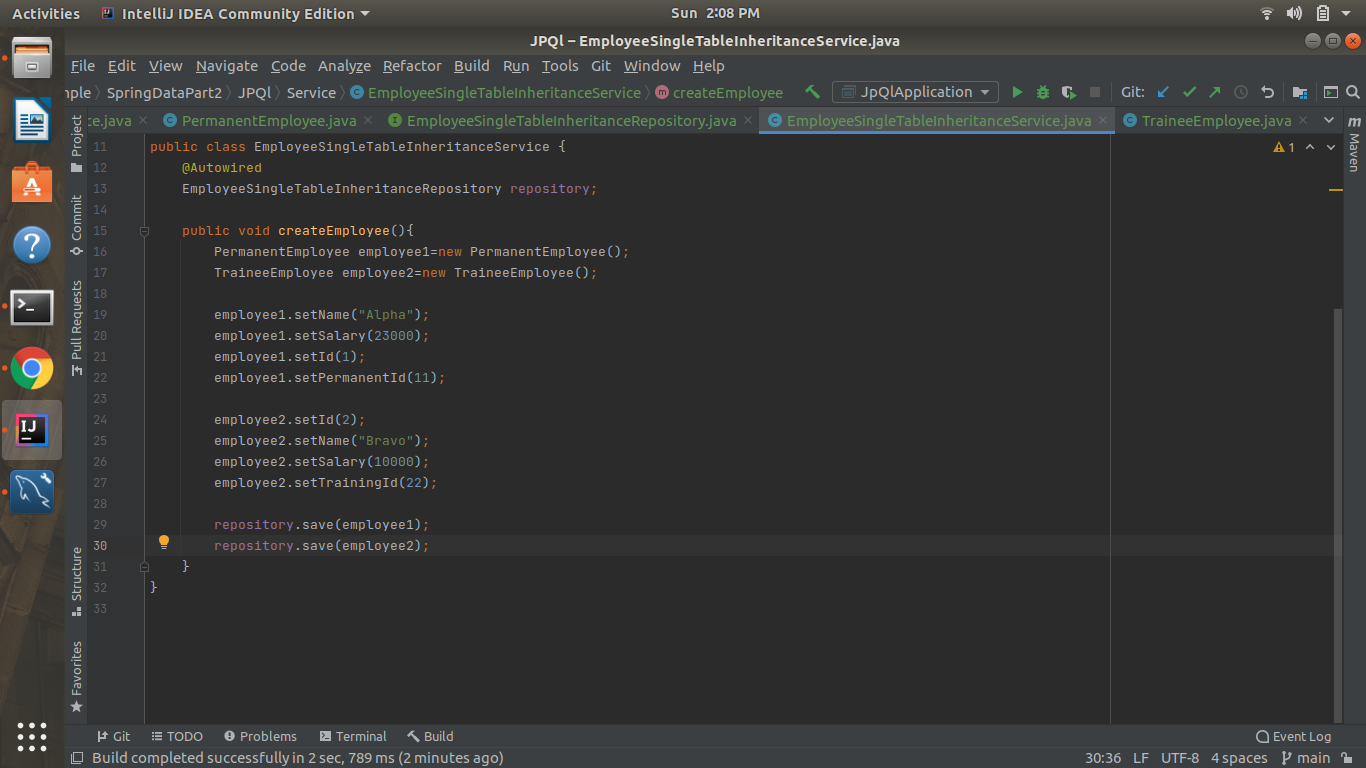 Activities IntelliJ IDEA Community Edition Sun 2:08 PM
JPQl – EmployeeSingleTableInheritanceService.java
File Edit View Navigate Code Analyze Refactor Build Run Tools Git Window Help
mple SpringDataPart2 JPQl Service EmployeeSingleTableInheritanceService createEmployee JpQlApplication Git:
ce.java PermanentEmployee.java EmployeeSingleTableInheritanceRepository.java EmployeeSingleTableInheritanceService.java TraineeEmployee.java
Project
Commit
Pull Requests
Structure
Favorites
Maven
1
11 public class EmployeeSingleTableInheritanceService {
12 @Autowired
13 EmployeeSingleTableInheritanceRepository repository;
14
15 public void createEmployee(){
16 PermanentEmployee employee1=new PermanentEmployee();
17 TraineeEmployee employee2=new TraineeEmployee();
18
19 employee1.setName("Alpha");
20 employee1.setSalary(23000);
21 employee1.setId(1);
22 employee1.setPermanentId(11);
23
24 employee2.setId(2);
25 employee2.setName("Bravo");
26 employee2.setSalary(10000);
27 employee2.setTrainingId(22);
28
29 repository.save(employee1);
30 repository.save(employee2);
31 }
32 }
33
Git TODO Problems Terminal Build Event Log
Build completed successfully in 2 sec, 789 ms (2 minutes ago) 30:36 LF UTF-8 4 spaces main